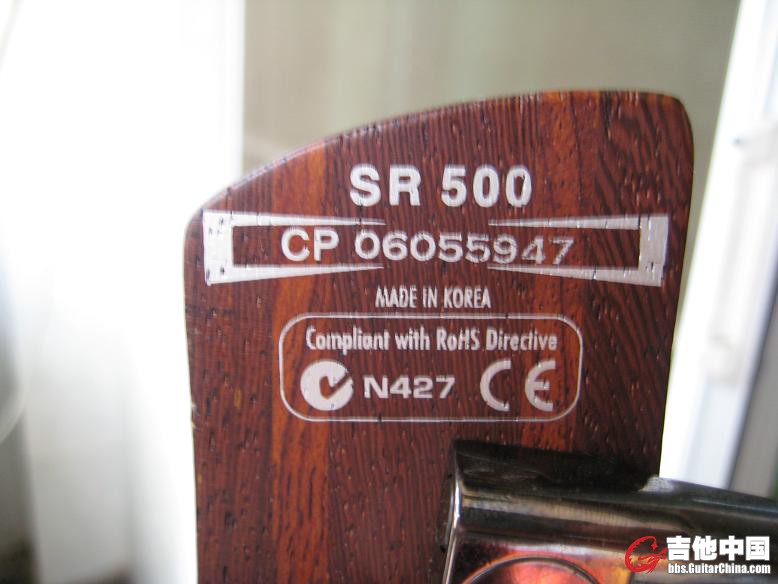 SR 500
CP 06055947
MADE IN KOREA
Compliant with RoHS Directive
N427 CE
吉他中国
bbs.GuitarChina.com